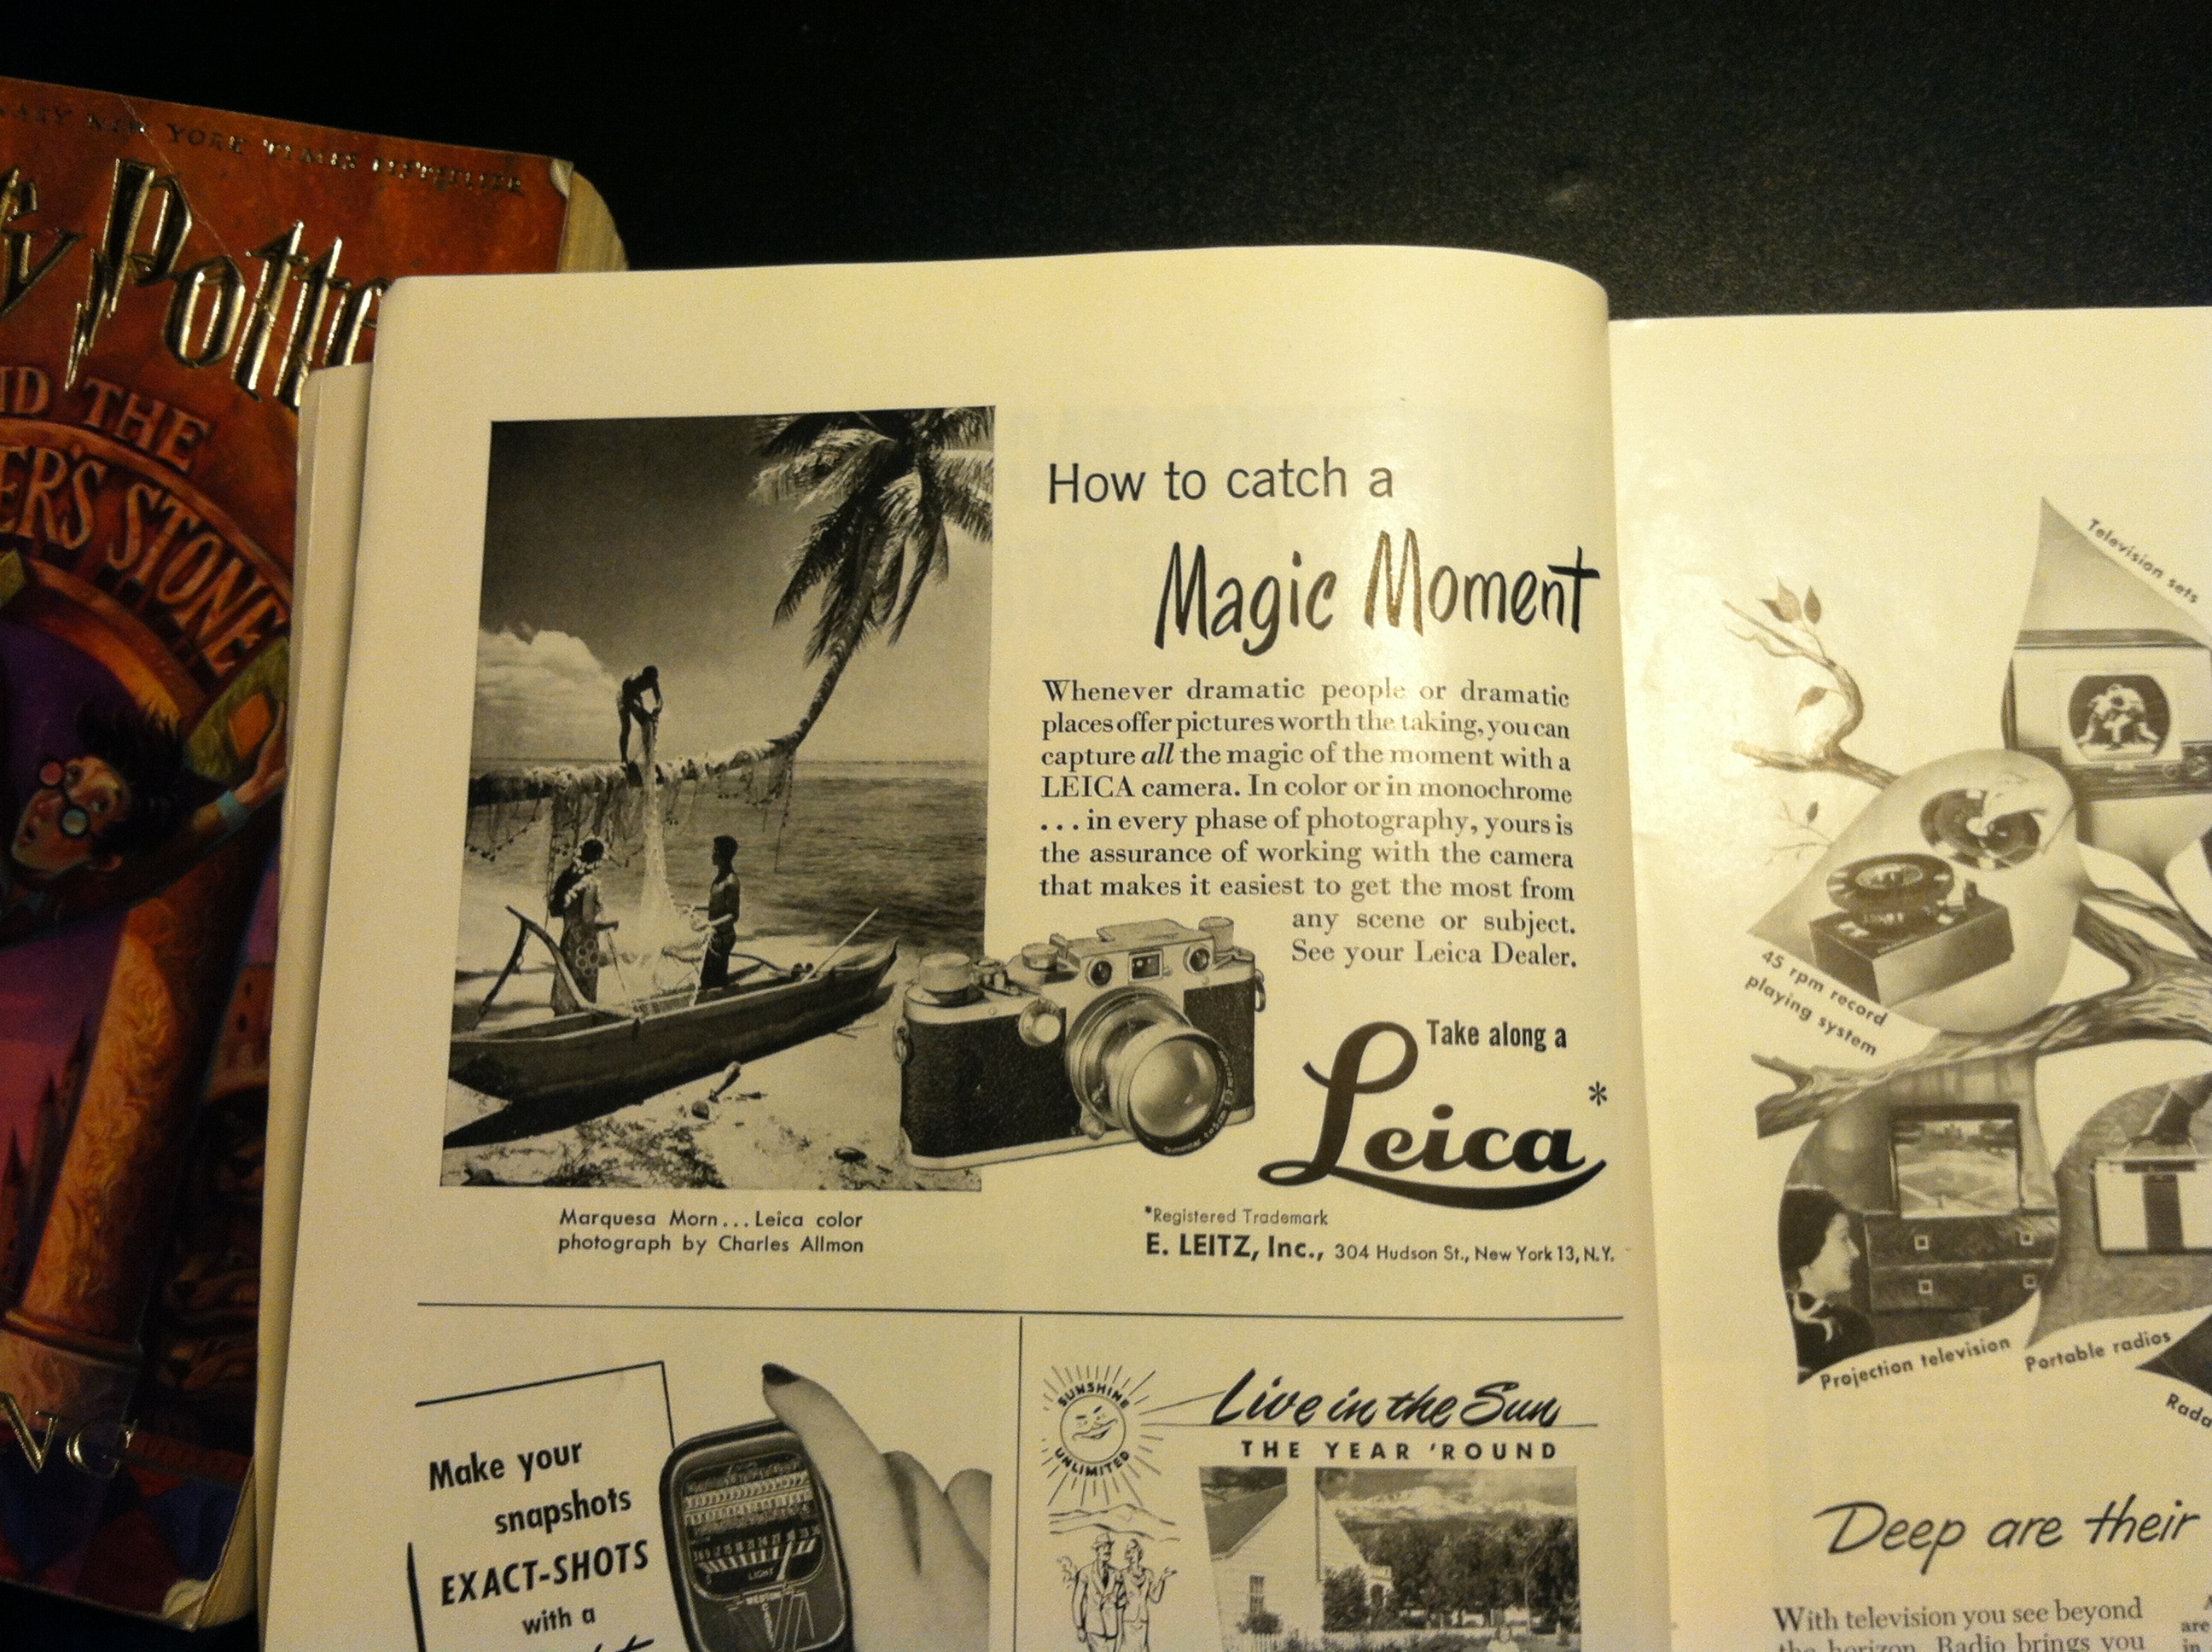 NEW YORK TIMES BESTSELLER
Potte
THE
ER'S STONE
How to catch a
Magic Moment
Whenever dramatic people or dramatic
places offer pictures worth the taking, you can
capture all the magic of the moment with a
LEICA camera. In color or in monochrome
... in every phase of photography, yours is
the assurance of working with the camera
that makes it easiest to get the most from
any scene or subject.
See your Leica Dealer.
Take along a
Leica*
Marquesa Morn... Leica color
photograph by Charles Allmon
*Registered Trademark
E. LEITZ, Inc., 304 Hudson St., New York 13, N.Y.
Make your
snapshots
EXACT-SHOTS
with a
LIGHT
WESTON
SUNSHINE
UNLIMITED
Live in the Sun
THE YEAR 'ROUND
Television sets
45 rpm record
playing system
Projection television
Portable radios
Rada
Deep are their
With television you see beyond
the horizon. Radio brings you